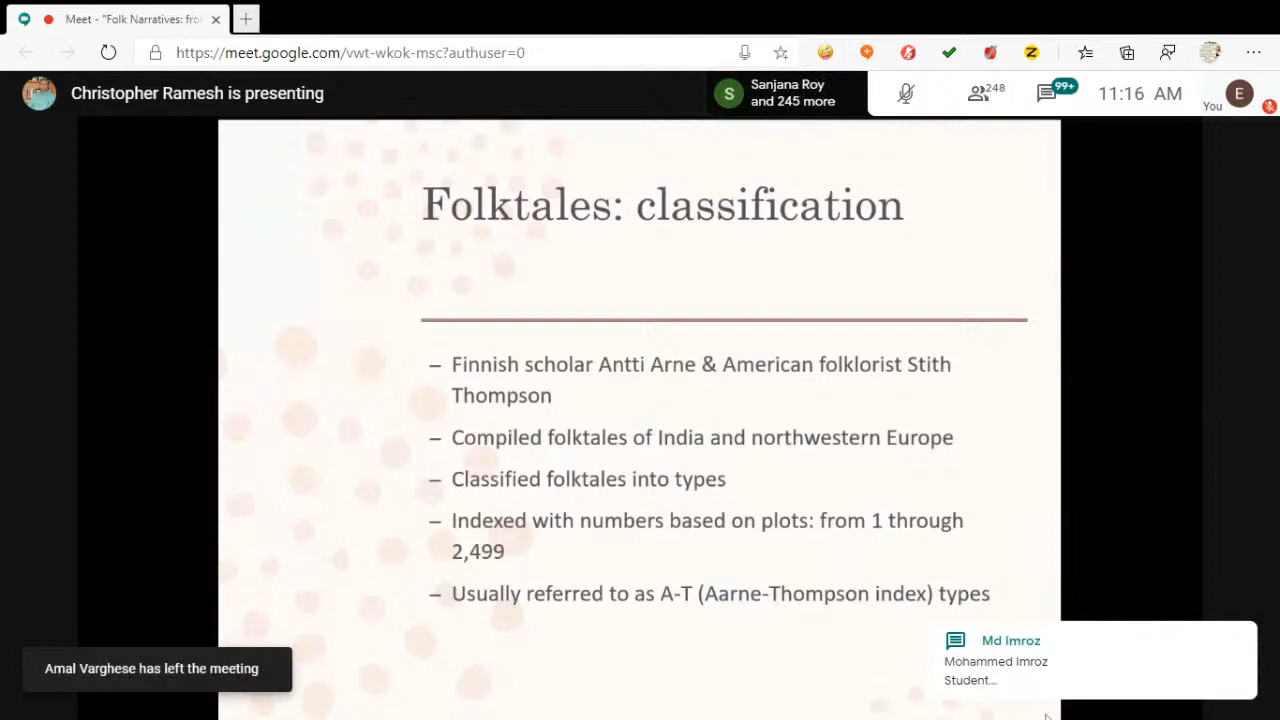 Meet - "Folk Narratives: fro
https://meet.google.com/vwt-wkok-msc?authuser=0
Christopher Ramesh is presenting
S
Sanjana Roy
and 245 more
248
99+
11:16 AM
You
E
Folktales: classification
– Finnish scholar Antti Arne & American folklorist Stith
Thompson
– Compiled folktales of India and northwestern Europe
– Classified folktales into types
– Indexed with numbers based on plots: from 1 through
2,499
– Usually referred to as A-T (Aarne-Thompson index) types
Md Imroz
Mohammed Imroz
Student...
Amal Varghese has left the meeting